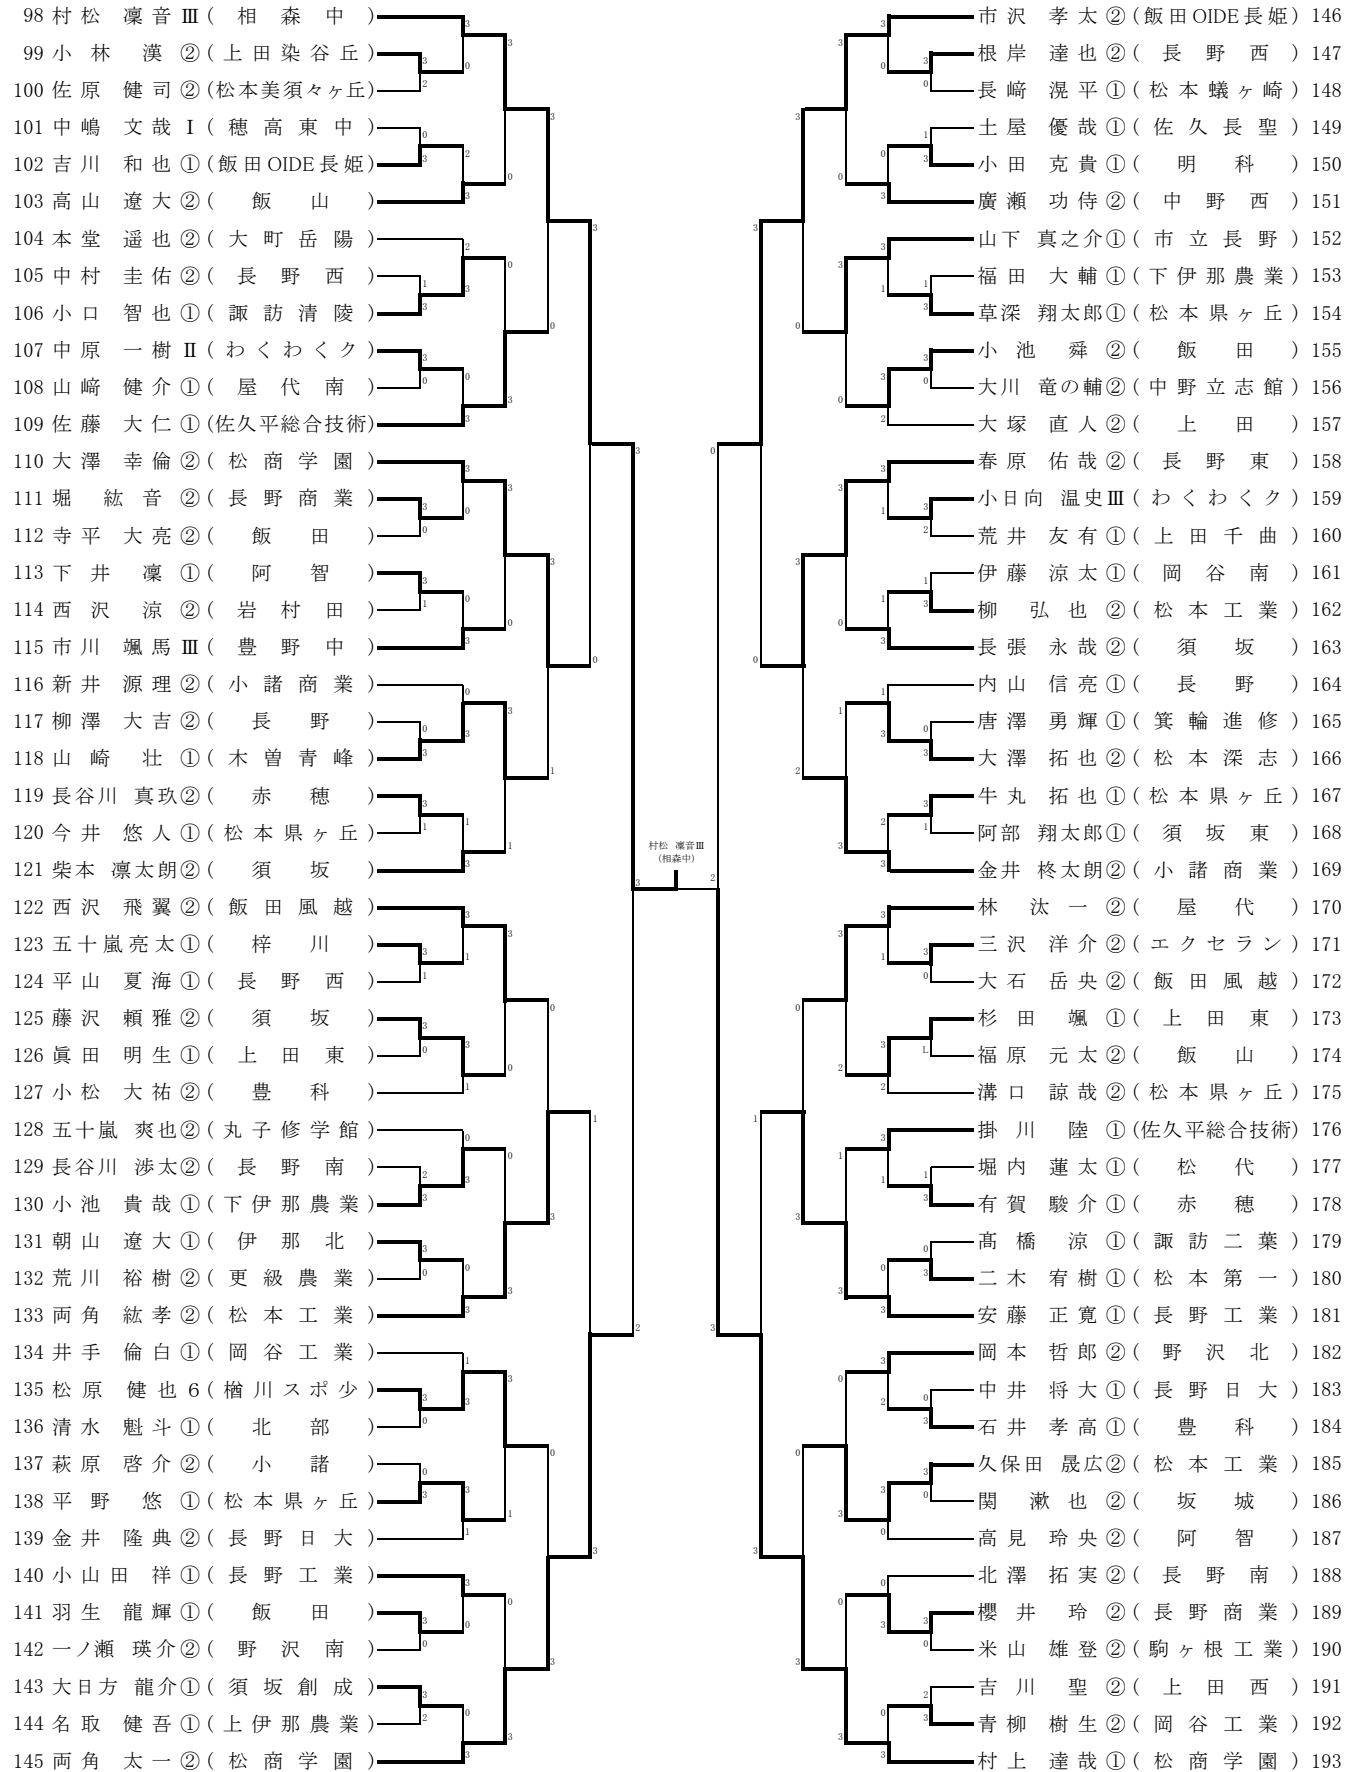 98 村松 凜音Ⅲ(相森中)
99 小林 漢②(上田染谷丘)
100 佐原 健司②(松本美須々ヶ丘)
101 中嶋 文哉Ⅰ(穂高東中)
102 吉川 和也①(飯田OIDE長姫)
103 高山 遼大②(飯山)
104 本堂 遥也②(大町岳陽)
105 中村 圭佑②(長野西)
106 小口 智也①(諏訪清陵)
107 中原 一樹Ⅱ(わくわくク)
108 山﨑 健介①(屋代南)
109 佐藤 大仁①(佐久平総合技術)
110 大澤 幸倫②(松商学園)
111 堀 紘音②(長野商業)
112 寺平 大亮②(飯田)
113 下井 凜①(阿智)
114 西沢 涼②(岩村田)
115 市川 颯馬Ⅲ(豊野中)
116 新井 源理②(小諸商業)
117 柳澤 大吉②(長野)
118 山崎 壮①(木曽青峰)
119 長谷川 真玖②(赤穂)
120 今井 悠人①(松本県ヶ丘)
121 柴本 凛太朗②(須坂)
122 西沢 飛翼②(飯田風越)
123 五十嵐亮太①(梓川)
124 平山 夏海①(長野西)
125 藤沢 頼雅②(須坂)
126 眞田 明生①(上田東)
127 小松 大祐②(豊科)
128 五十嵐 爽也②(丸子修学館)
129 長谷川 渉太②(長野南)
130 小池 貴哉①(下伊那農業)
131 朝山 遼大①(伊那北)
132 荒川 裕樹②(更級農業)
133 両角 紘孝②(松本工業)
134 井手 倫白①(岡谷工業)
135 松原 健也6(楢川スポ少)
136 清水 魁斗①(北部)
137 萩原 啓介②(小諸)
138 平野 悠①(松本県ヶ丘)
139 金井 隆典②(長野日大)
140 小山田 祥①(長野工業)
141 羽生 龍輝①(飯田)
142 一ノ瀬 瑛介②(野沢南)
143 大日方 龍介①(須坂創成)
144 名取 健吾①(上伊那農業)
145 両角 太一②(松商学園)
村松 凜音Ⅲ
(相森中)
市沢 孝太②(飯田OIDE長姫) 146
根岸 達也②(長野西) 147
長﨑 滉平①(松本蟻ヶ崎) 148
土屋 優哉①(佐久長聖) 149
小田 克貴①(明科) 150
廣瀬 功侍②(中野西) 151
山下 真之介①(市立長野) 152
福田 大輔①(下伊那農業) 153
草深 翔太郎①(松本県ヶ丘) 154
小池 舜②(飯田) 155
大川 竜の輔②(中野立志館) 156
大塚 直人②(上田) 157
春原 佑哉②(長野東) 158
小日向 温史Ⅲ(わくわくク) 159
荒井 友有①(上田千曲) 160
伊藤 涼太①(岡谷南) 161
柳 弘也②(松本工業) 162
長張 永哉②(須坂) 163
内山 信亮①(長野) 164
唐澤 勇輝①(箕輪進修) 165
大澤 拓也②(松本深志) 166
牛丸 拓也①(松本県ヶ丘) 167
阿部 翔太郎①(須坂東) 168
金井 柊太朗②(小諸商業) 169
林 汰一②(屋代) 170
三沢 洋介②(エクセラン) 171
大石 岳央②(飯田風越) 172
杉田 颯①(上田東) 173
福原 元太②(飯山) 174
溝口 諒哉②(松本県ヶ丘) 175
掛川 陸①(佐久平総合技術) 176
堀内 蓮太①(松代) 177
有賀 駿介①(赤穂) 178
髙橋 涼①(諏訪二葉) 179
二木 宥樹①(松本第一) 180
安藤 正寛①(長野工業) 181
岡本 哲郎②(野沢北) 182
中井 将大①(長野日大) 183
石井 孝高①(豊科) 184
久保田 晟広②(松本工業) 185
関 漱也②(坂城) 186
高見 玲央②(阿智) 187
北澤 拓実②(長野南) 188
櫻井 玲②(長野商業) 189
米山 雄登②(駒ヶ根工業) 190
吉川 聖②(上田西) 191
青柳 樹生②(岡谷工業) 192
村上 達哉①(松商学園) 193